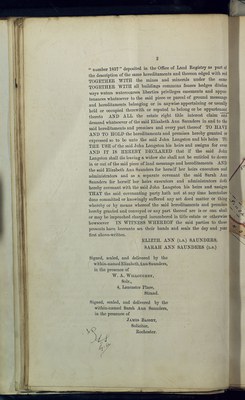 3
"number 1837" deposited in the Office of Land Registry as part of
the description of the same hereditaments and thereon edged with red
TOGETHER WITH the mines and minerals under the same
TOGETHER WITH all buildings commons fences hedges ditches
ways waters watercourses liberties privileges easements and appur-
tenances whatsoever to the said piece or parcel of ground messuage
and hereditaments belonging or in anywise appertaining or usually
held or occupied therewith or reputed to belong or be appurtenant
thereto AND ALL the estate right title interest claim and
demand whatsoever of the said Elizabeth Ann Saunders in and to the
said hereditaments and premises and every part thereof TO HAVE
AND TO HOLD the hereditaments and premises hereby granted or
expressed so to be unto the said John Langston and his heirs TO
THE USE of the said John Langston his heirs and assigns for ever
AND IT IS HEREBY DECLARED that if the said John
Langston shall die leaving a widow she shall not be entitled to dower
in or out of the said piece of land messuage and hereditaments AND
the said Elizabeth Ann Saunders for herself her heirs executors and
administrators and as a separate covenant the said Sarah Ann
Saunders for herself her heirs executors and administrators do
hereby covenant with the said John Langston his heirs and assigns
THAT the said covenanting party hath not at any time heretofore
done committed or knowingly suffered any act deed matter or thing
whereby or by means whereof the said hereditaments and premises
hereby granted and conveyed or any part thereof are is or can shall
or may be impeached charged incumbered in title estate or otherwise
howsoever IN WITNESS WHEREOF the said parties to these
presents have hereunto set their hands and seals the day and year
first above written.
ELIZTH. ANN (L.S.) SAUNDERS
SARAH ANN SAUNDERS (L.S.)
Signed, sealed, and delivered by the
within-named Elizabeth Ann Saunders,
in the presence of
Solr.,
4, Lancaster Place,
Strand.
Signed, sealed, and delivered by the
within-named Sarah Ann Saunders,
in the presence of
Solicitor,
Rochester.